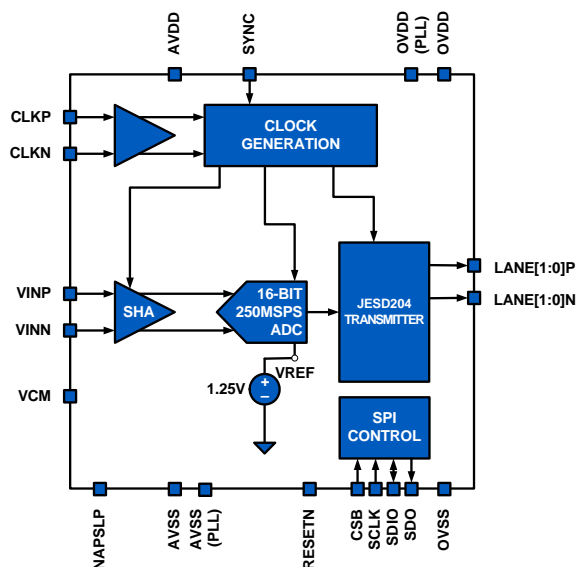 AVDD
SYNC
OVDD
(PLL)
OVDD
CLKP
CLKN
CLOCK
GENERATION
VINP
VINN
SHA
16-BIT
250MSPS
ADC
JESD204
TRANSMITTER
LANE[1:0]P
LANE[1:0]N
VREF
1.25V
VCM
SPI
CONTROL
NAPSLP
AVSS
AVSS
(PLL)
RESETN
CSB
SCLK
SDIO
SDO
OVSS